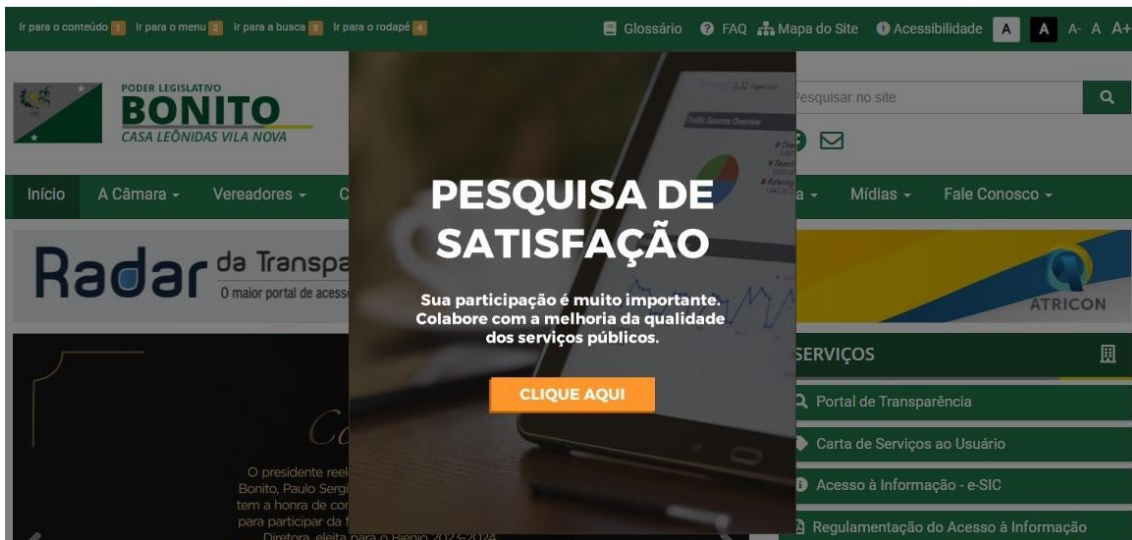 Ir para o conteúdo 1 Ir para o menu 2 Ir para a busca 3 Ir para o rodapé 4
Glossário FAQ Mapa do Site Acessibilidade A A A- A A+
PODER LEGISLATIVO
BONITO
CASA LEÔNIDAS VILA NOVA
Pesquisar no site
Início A Câmara Vereadores C
a Mídias Fale Conosco
Radar da Transpa
O maior portal de acess
ATRICON
PESQUISA DE
SATISFAÇÃO
Sua participação é muito importante.
Colabore com a melhoria da qualidade
dos serviços públicos.
CLIQUE AQUI
Traffic Sources Overview
SERVIÇOS
Portal de Transparência
Carta de Serviços ao Usuário
Acesso à Informação - e-SIC
Regulamentação do Acesso à Informação
Co
O presidente reel
Bonito, Paulo Sergi
tem a honra de con
para participar da f
Diretora, eleita para o Biênio 2023-2024